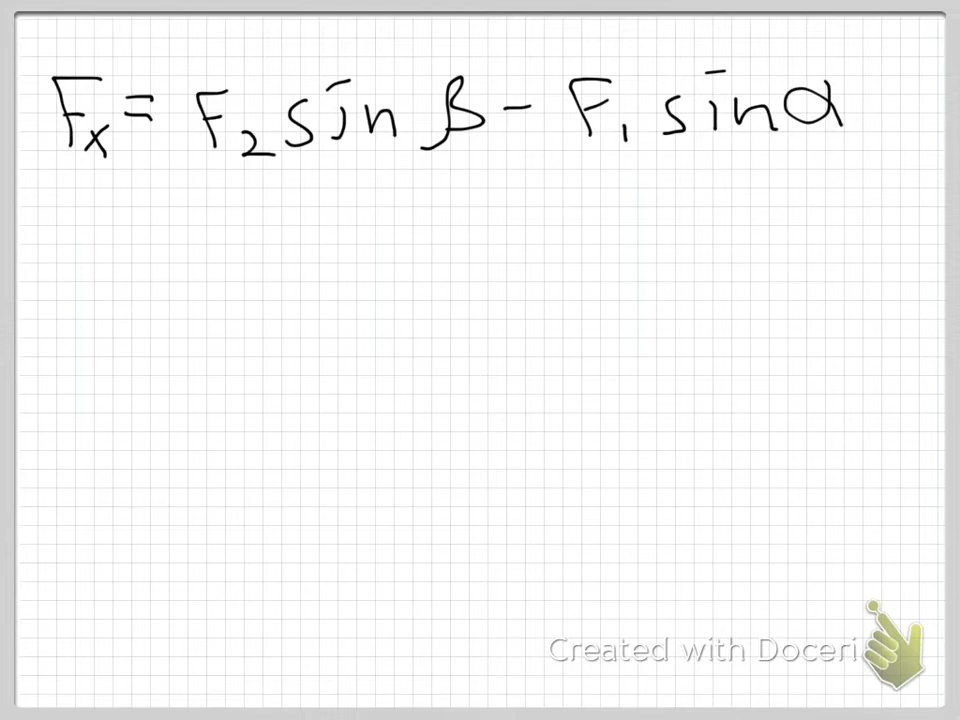 Fₓ = F₂ sin β - F₁ sin α
Created with Doceri